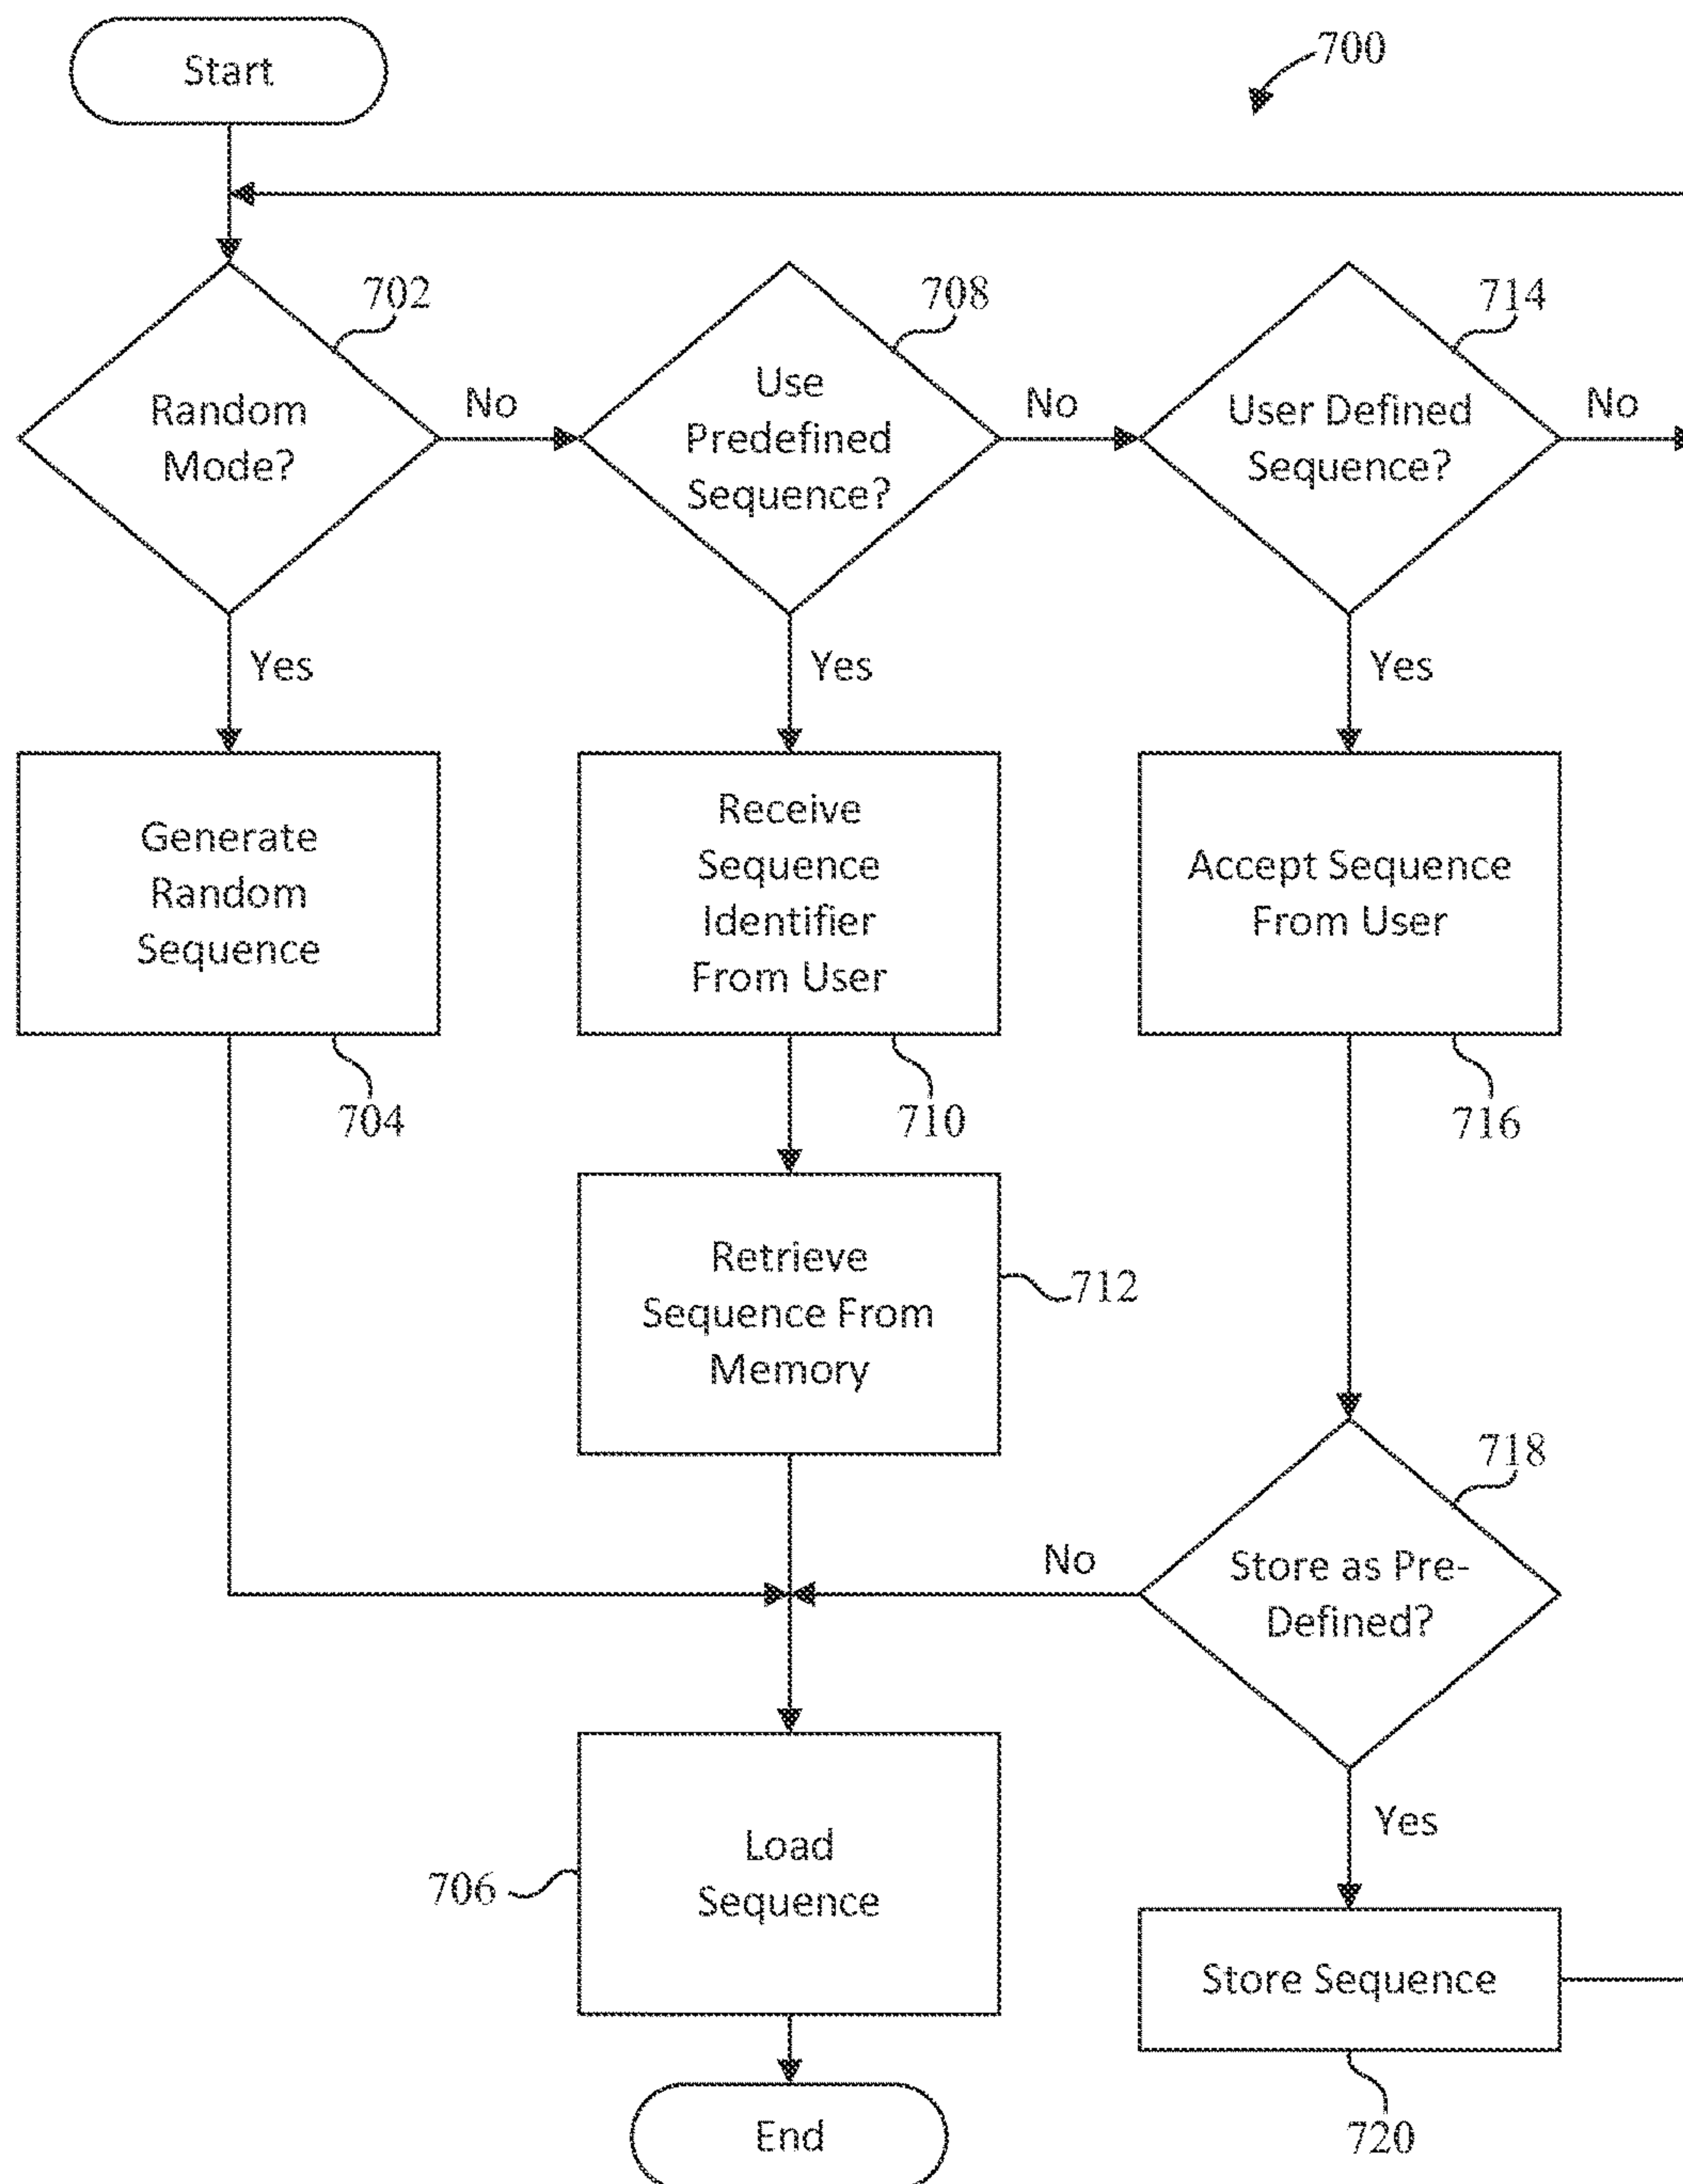 Start
700
702
708
714
Random
Mode?
No
Use
Predefined
Sequence?
No
User Defined
Sequence?
No
Yes
Yes
Yes
Generate
Random
Sequence
Receive
Sequence
Identifier
From User
Accept Sequence
From User
704
710
716
Retrieve
Sequence From
Memory
712
718
No
Store as Pre-
Defined?
Yes
Load
Sequence
706
Store Sequence
720
End